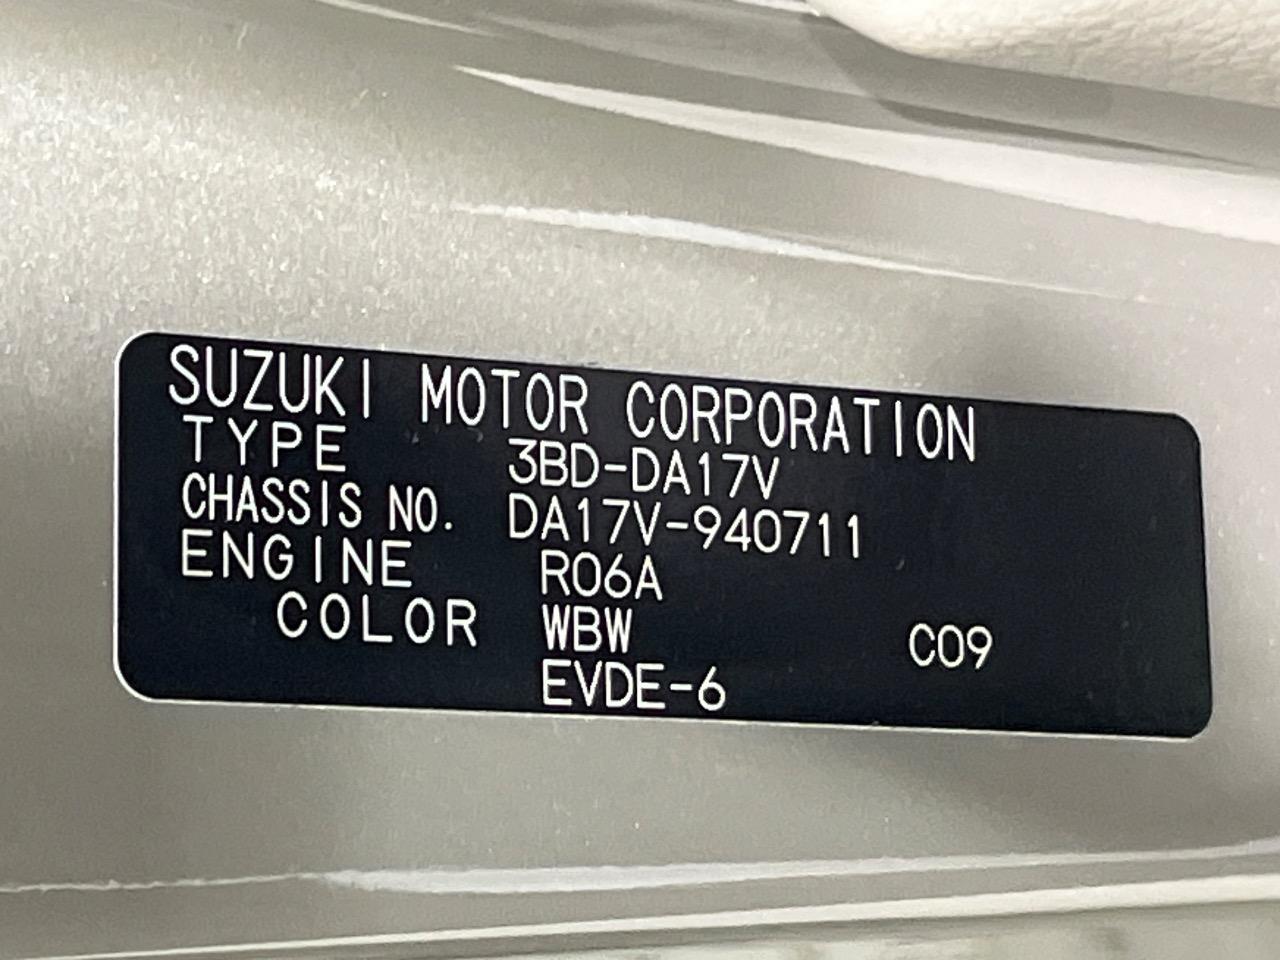 SUZUKI MOTOR CORPORATION
TYPE 3BD-DA17V
CHASSIS NO. DA17V-940711
ENGINE R06A
COLOR WBW C09
EVDE-6